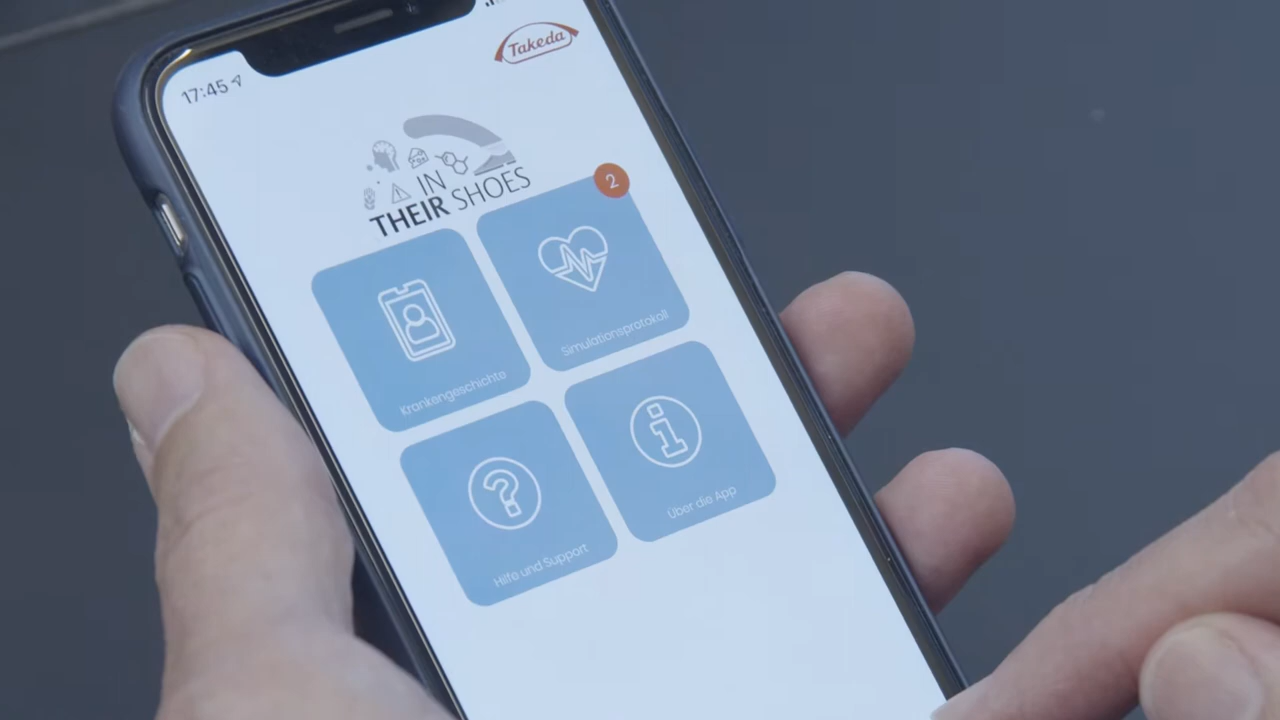 17:45
Takeda
IN
THEIR SHOES
2
Krankengeschichte
Simulationsprotokoll
Hilfe und Support
Über die App